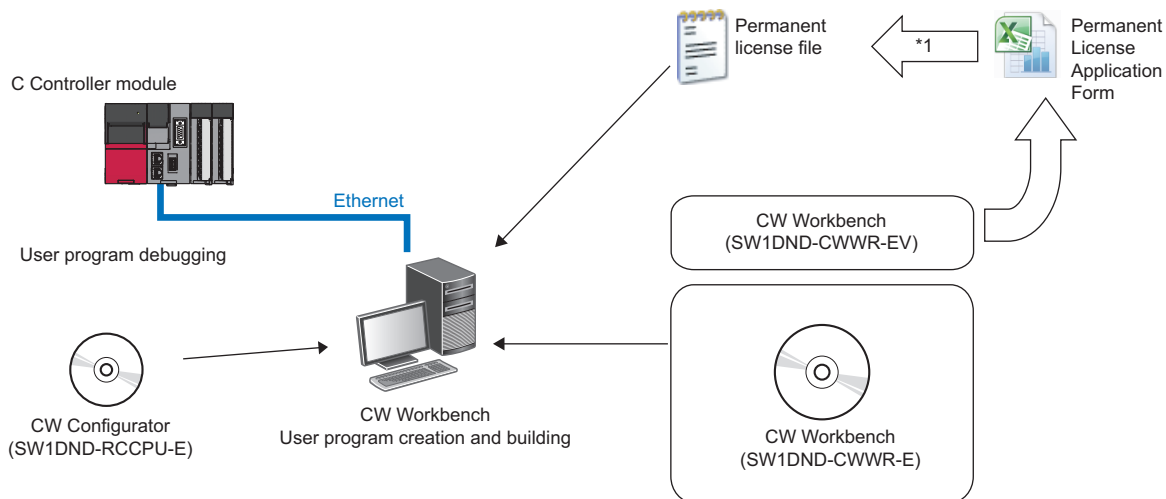 Permanent
license file
*1
Permanent
License
Application
Form
C Controller module
Ethernet
User program debugging
CW Workbench
(SW1DND-CWWR-EV)
CW Configurator
(SW1DND-RCCPU-E)
CW Workbench
User program creation and building
CW Workbench
(SW1DND-CWWR-E)